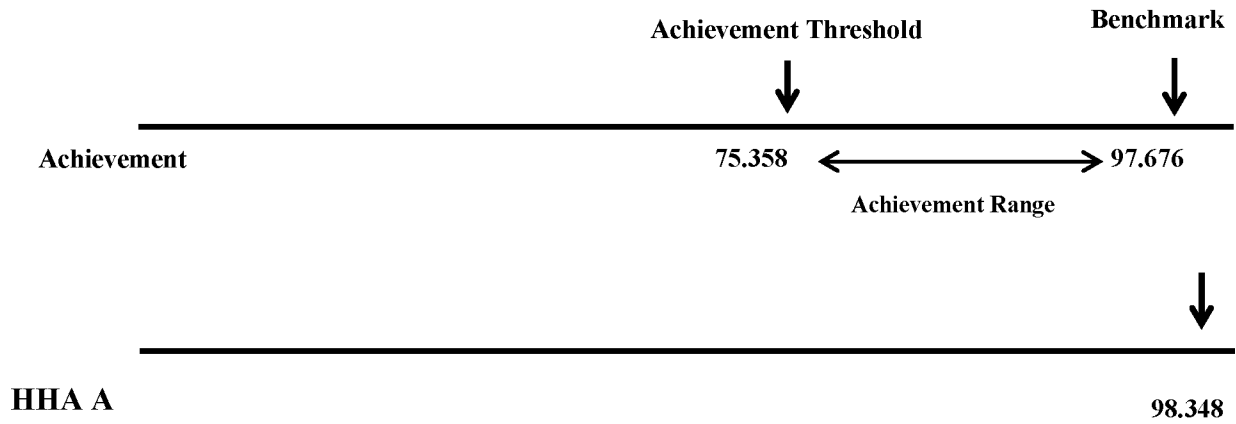 Achievement Threshold
Benchmark
Achievement
75.358
97.676
Achievement Range
HHA A
98.348